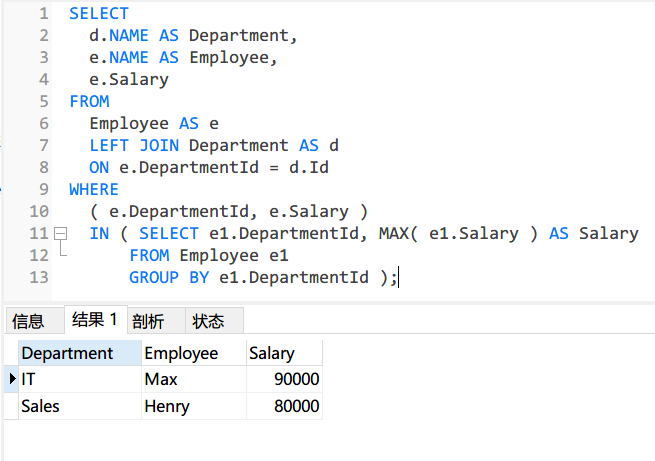 1 SELECT
2 d.NAME AS Department,
3 e.NAME AS Employee,
4 e.Salary
5 FROM
6 Employee AS e
7 LEFT JOIN Department AS d
8 ON e.DepartmentId = d.Id
9 WHERE
10 ( e.DepartmentId, e.Salary )
11 IN ( SELECT e1.DepartmentId, MAX( e1.Salary ) AS Salary
12 FROM Employee e1
13 GROUP BY e1.DepartmentId );
信息 结果 1 剖析 状态
Department Employee Salary
IT Max 90000
Sales Henry 80000